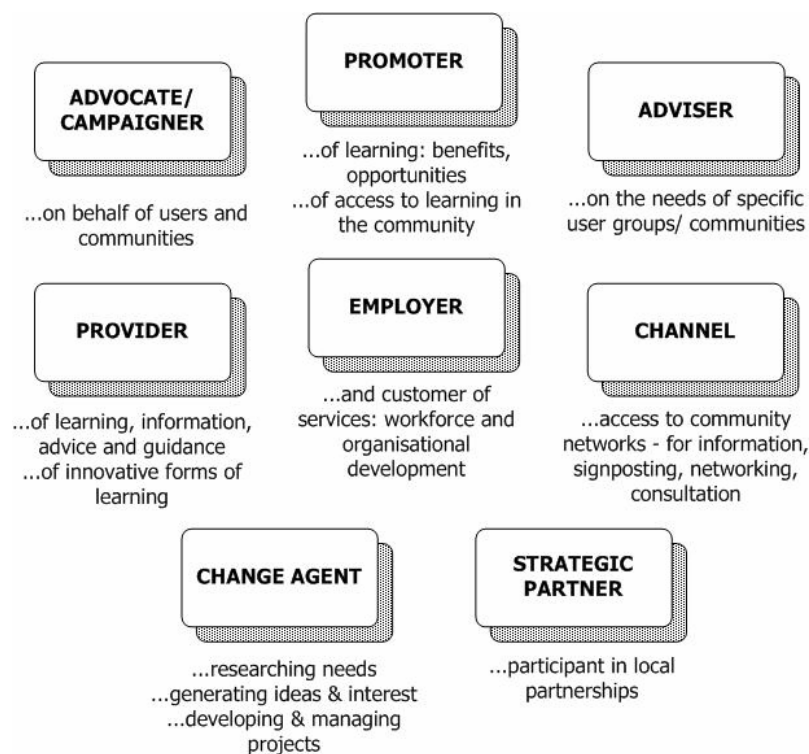 ADVOCATE/
CAMPAIGNER
...on behalf of users and
communities
PROMOTER
...of learning: benefits,
opportunities
...of access to learning in
the community
ADVISER
...on the needs of specific
user groups/ communities
PROVIDER
...of learning, information,
advice and guidance
...of innovative forms of
learning
EMPLOYER
...and customer of
services: workforce and
organisational
development
CHANNEL
...access to community
networks - for information,
signposting, networking,
consultation
CHANGE AGENT
...researching needs
...generating ideas & interest
...developing & managing
projects
STRATEGIC
PARTNER
...participant in local
partnerships